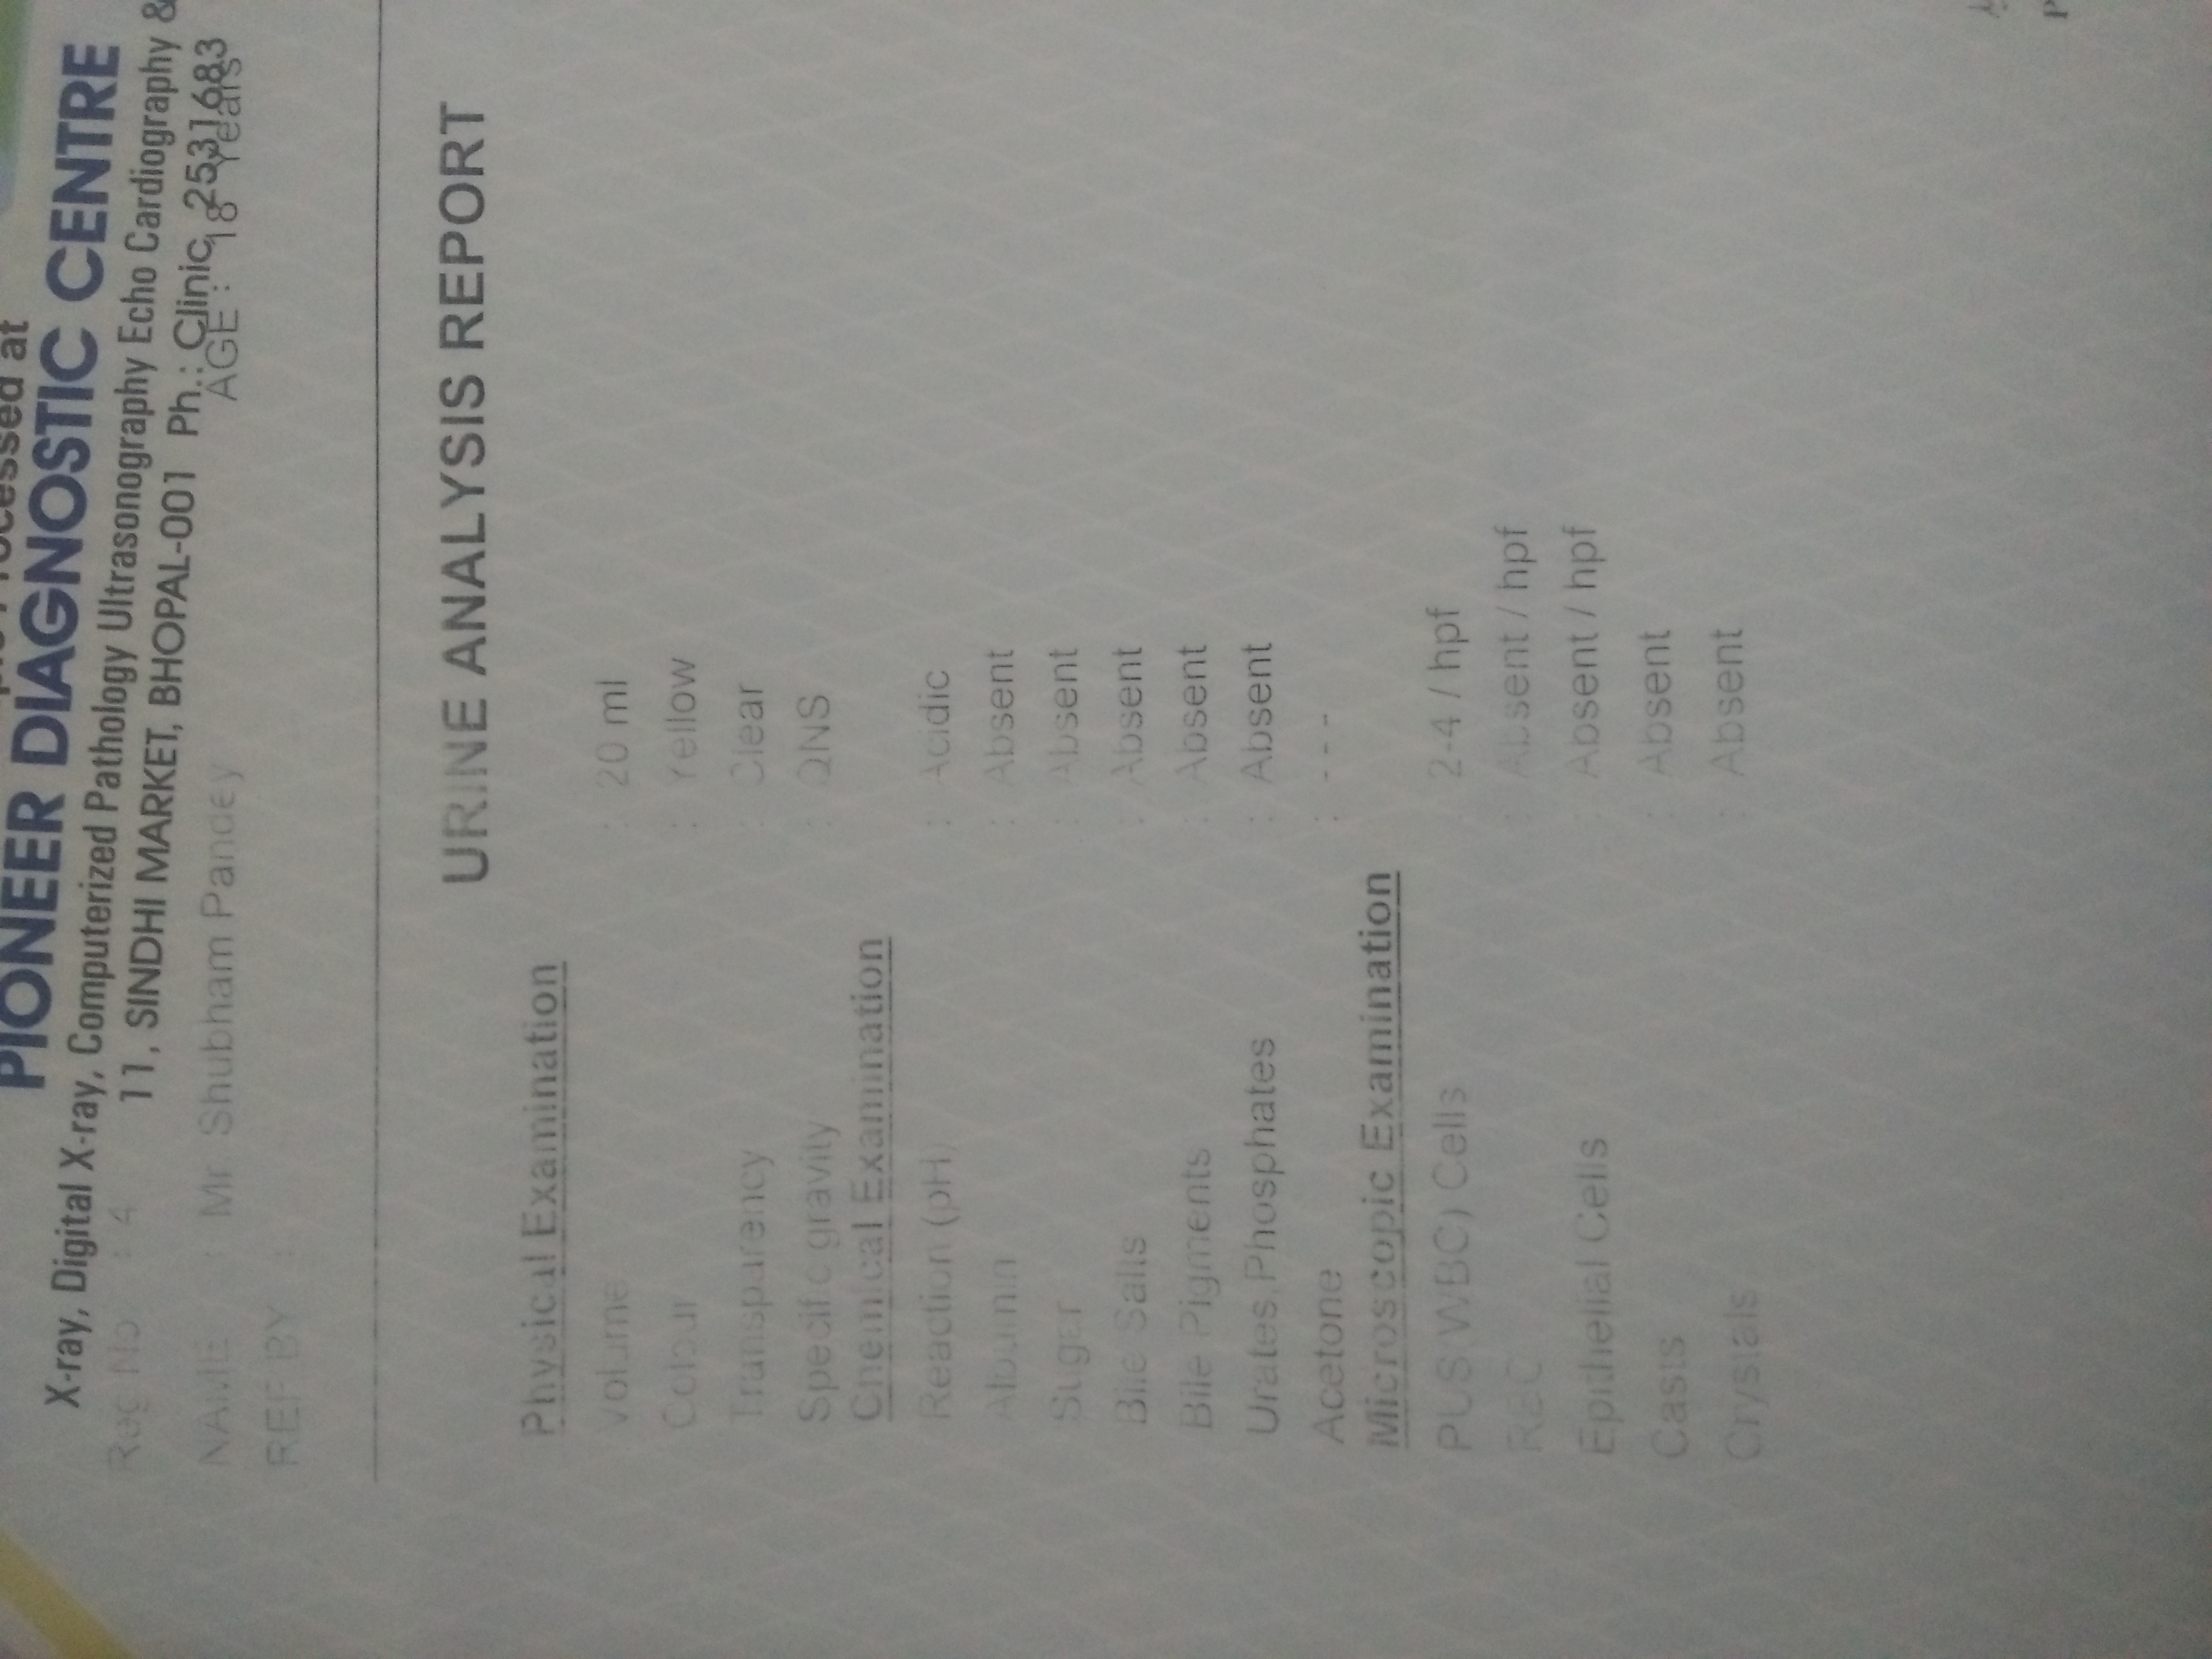 Processed at
PIONEER DIAGNOSTIC CENTRE
X-ray, Digital X-ray, Computerized Pathology Ultrasonography Echo Cardiography &
11, SINDHI MARKET, BHOPAL-001 Ph.: Clinic 2531683
Reg No : 4
NAME : Mr. Shubham Pandey AGE : 18 Years
REF BY :
URINE ANALYSIS REPORT
Physical Examination
Volume : 20 ml
Colour : Yellow
Transparency : Clear
Specific gravity : QNS
Chemical Examination
Reaction (pH) : Acidic
Albumin : Absent
Suger : Absent
Bile Salts : Absent
Bile Pigments : Absent
Urates,Phosphates : Absent
Acetone : - - -
Microscopic Examination
PUS(WBC) Cells : 2-4 / hpf
RBC : Absent / hpf
Epithelial Cells : Absent / hpf
Casts : Absent
Crystals : Absent